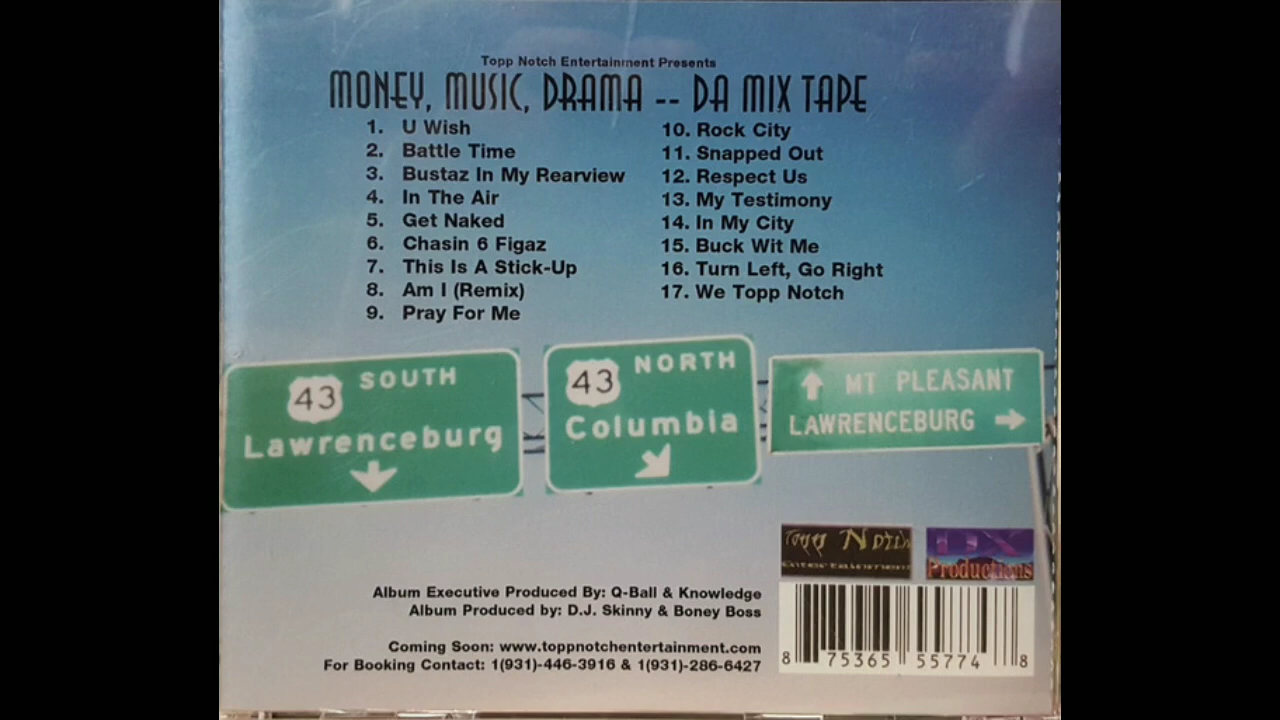 Topp Notch Entertainment Presents
MONEY, MUSIC, DRAMA -- DA MIX TAPE
1. U Wish
2. Battle Time
3. Bustaz In My Rearview
4. In The Air
5. Get Naked
6. Chasin 6 Figaz
7. This Is A Stick-Up
8. Am I (Remix)
9. Pray For Me
10. Rock City
11. Snapped Out
12. Respect Us
13. My Testimony
14. In My City
15. Buck Wit Me
16. Turn Left, Go Right
17. We Topp Notch
43 SOUTH
Lawrenceburg
43 NORTH
Columbia
MT PLEASANT
LAWRENCEBURG
Topp Notch
Entertainment
Productions
Album Executive Produced By: Q-Ball & Knowledge
Album Produced by: D.J. Skinny & Boney Boss
Coming Soon: www.toppnotchentertainment.com
For Booking Contact: 1(931)-446-3916 & 1(931)-286-6427
8 75365 55774 8